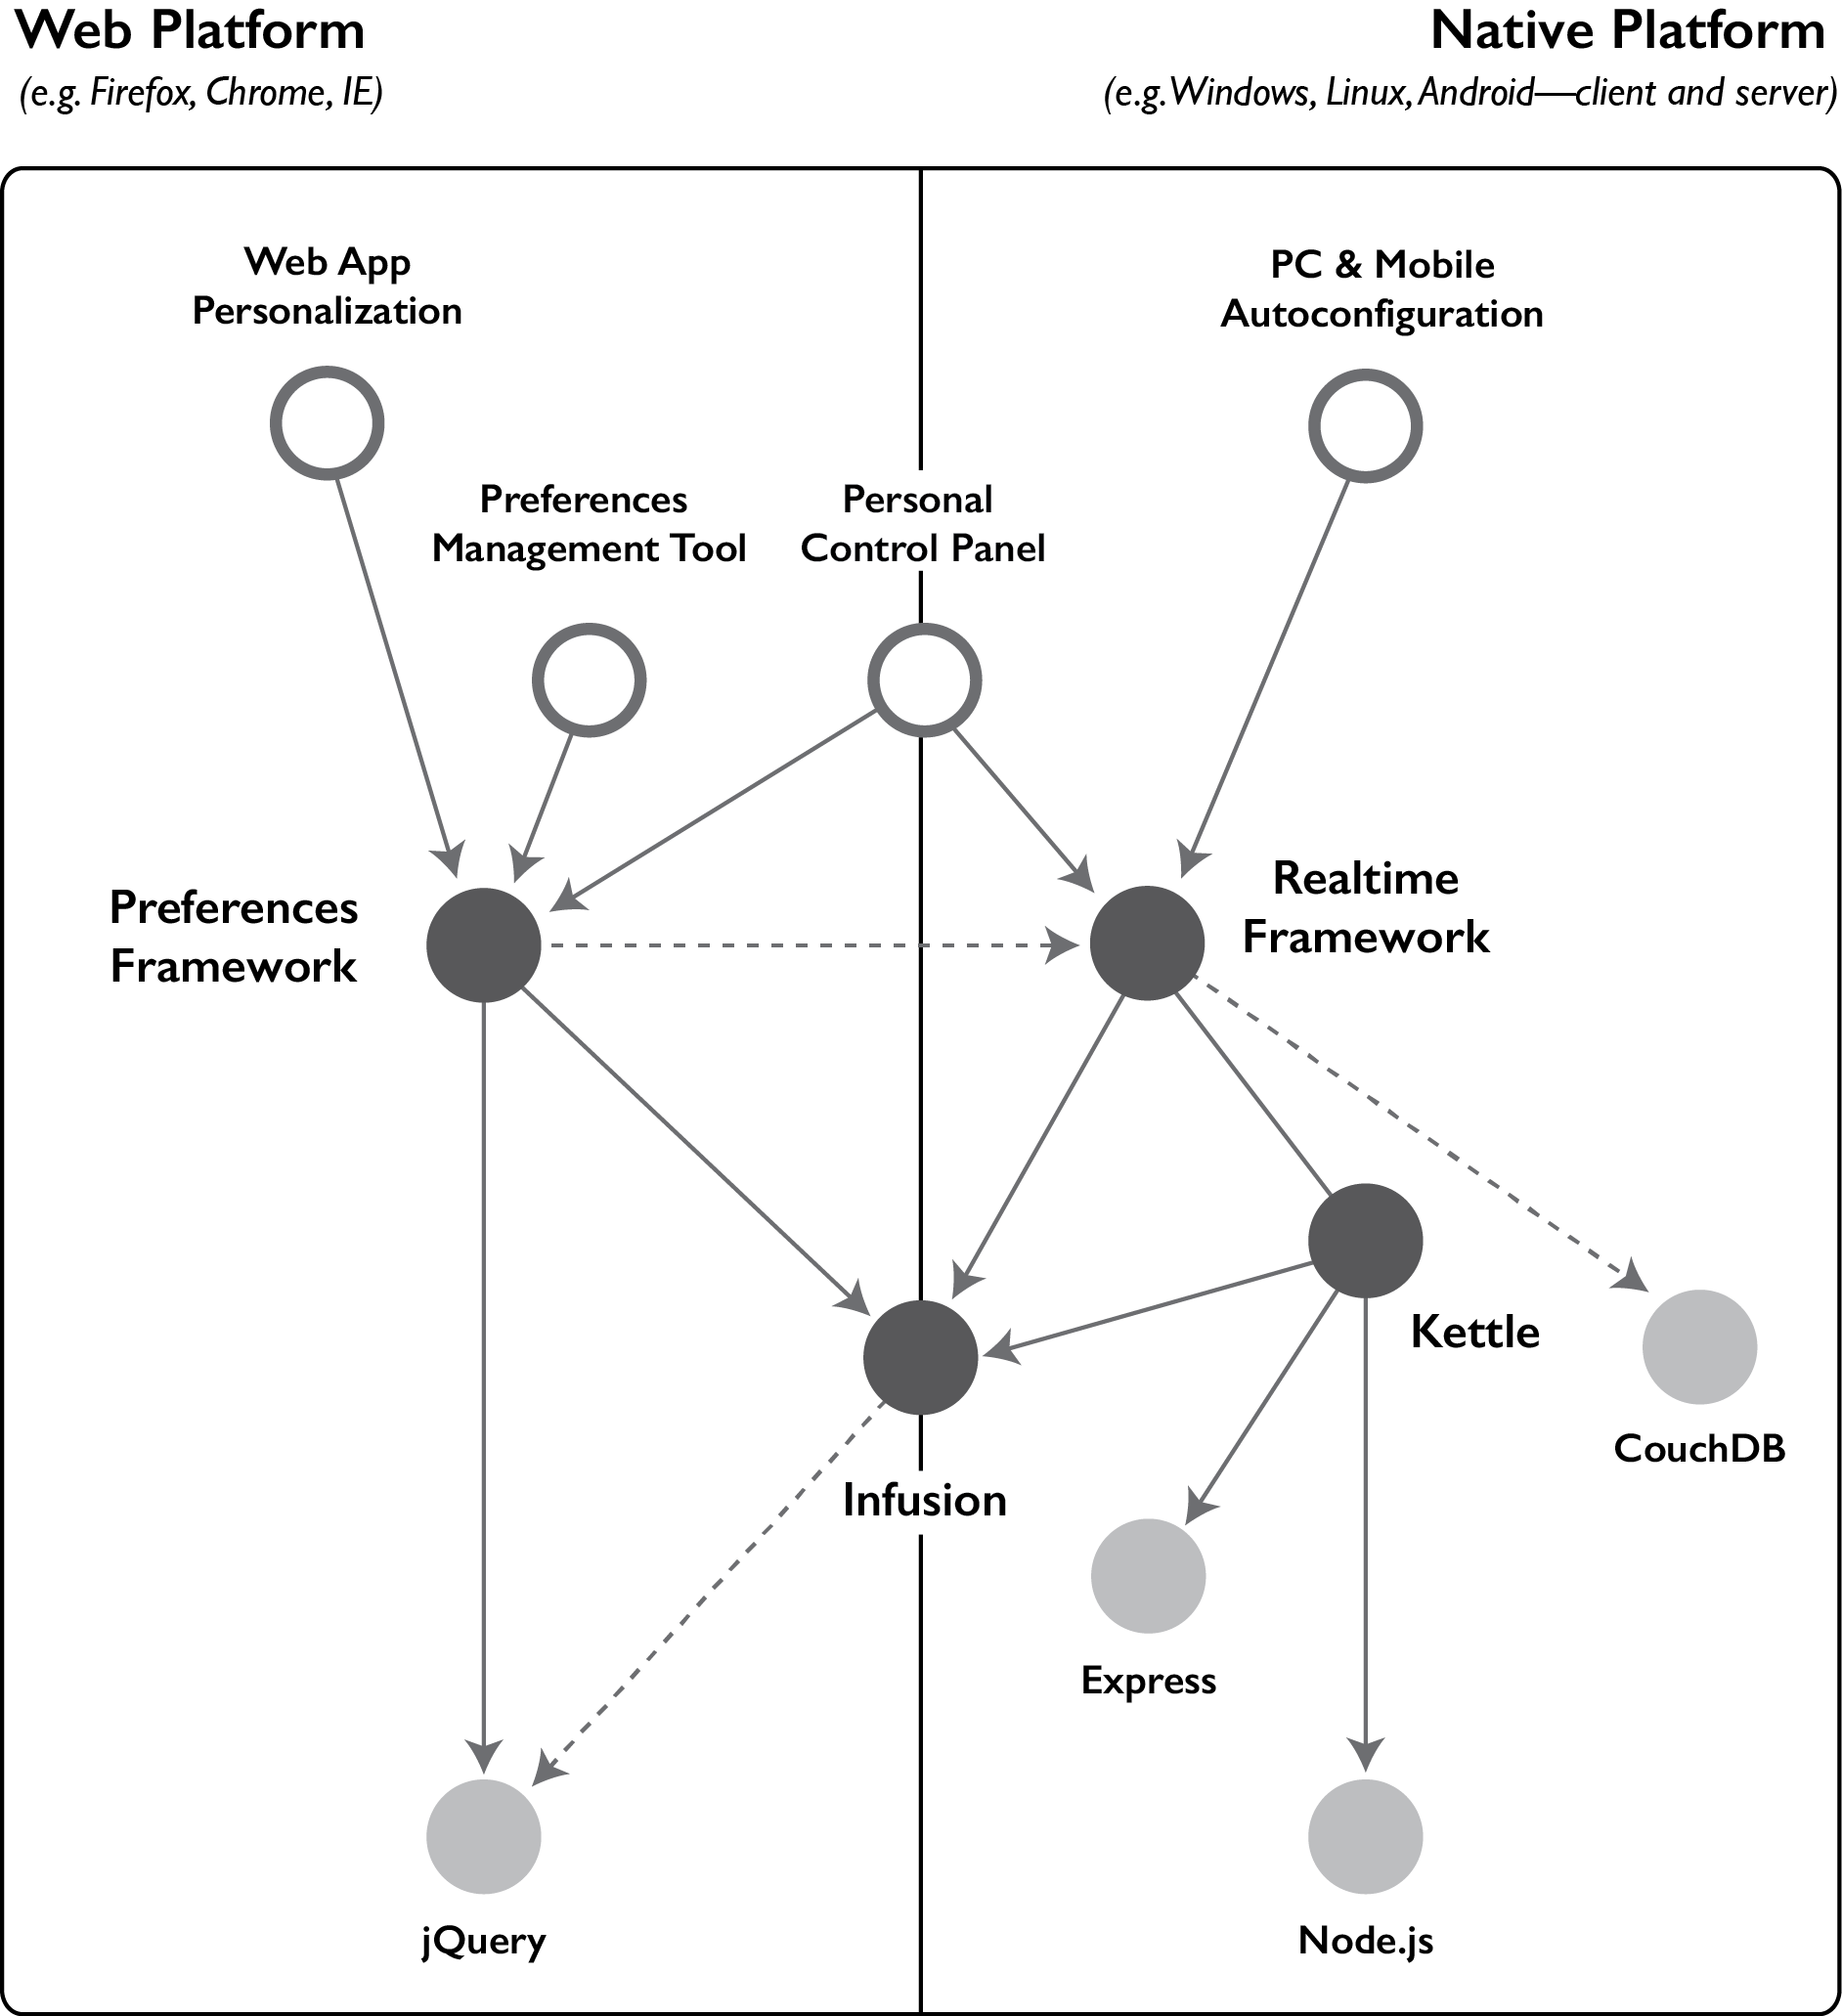 Web Platform
(e.g. Firefox, Chrome, IE)
Native Platform
(e.g. Windows, Linux, Android—client and server)
Web App
Personalization
PC & Mobile
Autoconfiguration
Preferences
Management Tool
Personal
Control Panel
Preferences
Framework
Realtime
Framework
Kettle
CouchDB
Infusion
Express
jQuery
Node.js